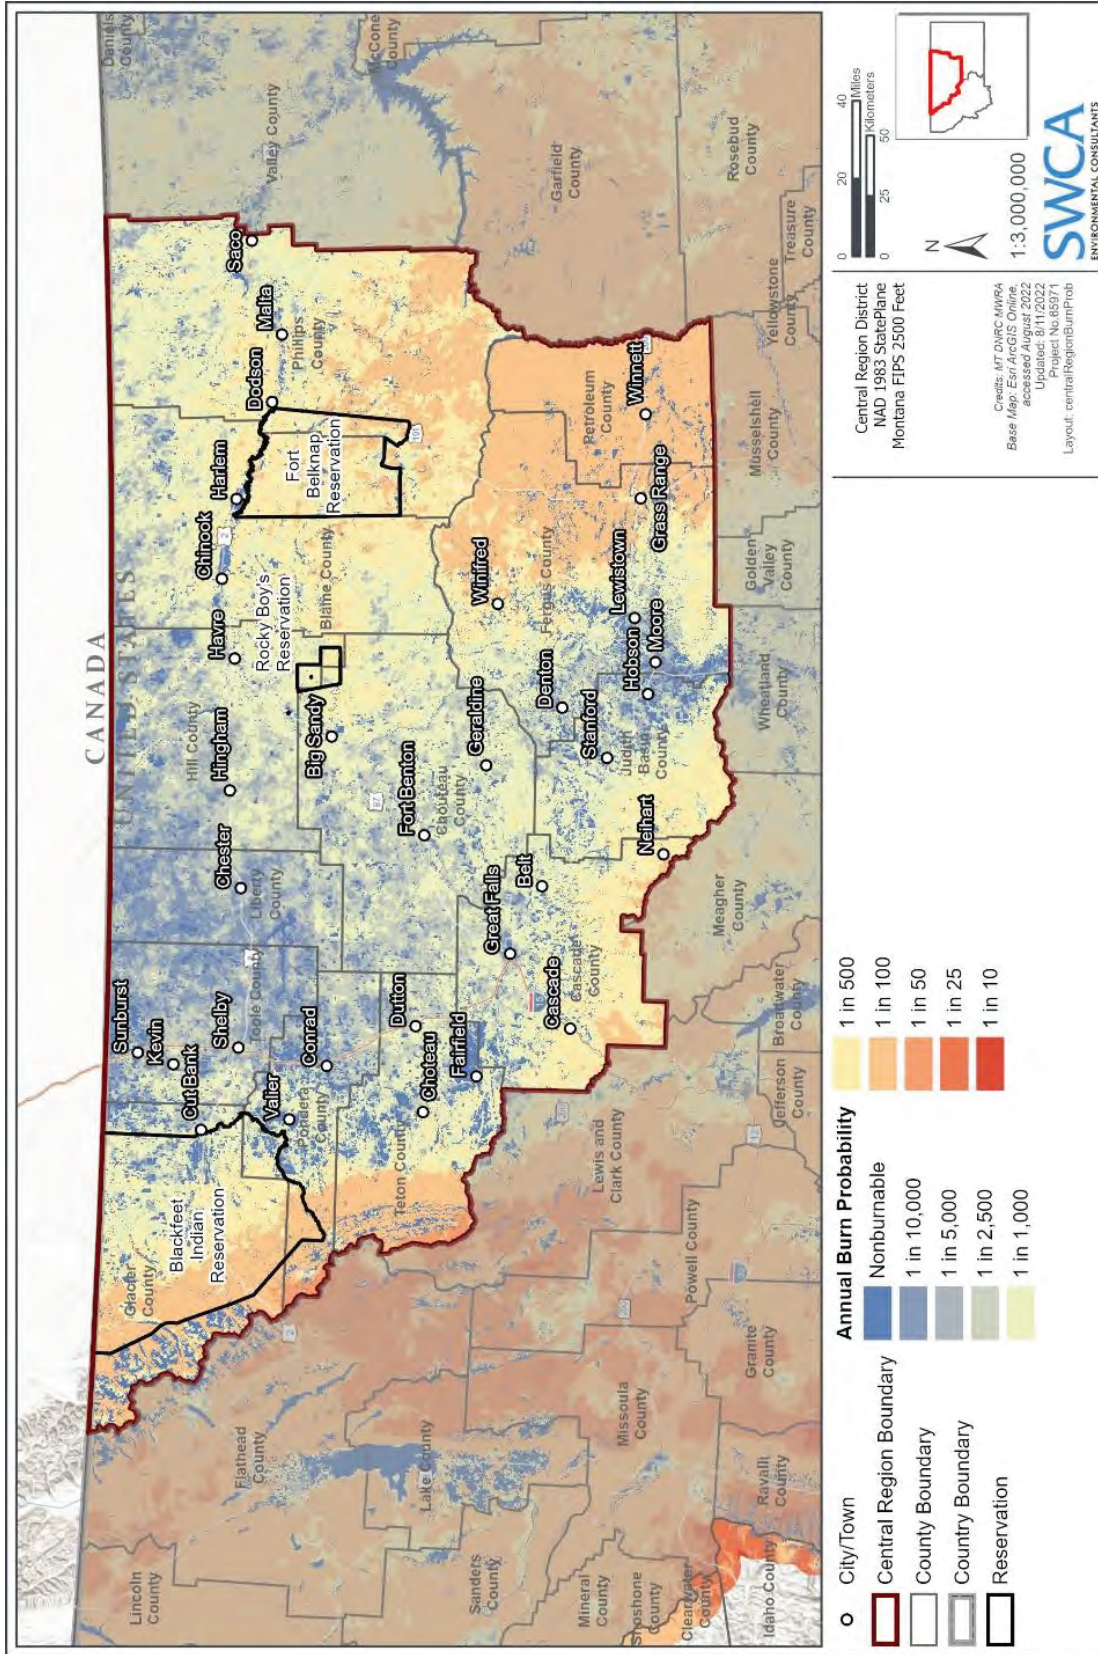 CANADA
UNITED STATES
Daniels
County
McCone
County
Valley County
Garfield
County
Rosebud
County
Treasure
County
Yellowstone
County
Musselshell
County
Golden
Valley
County
Wheatland
County
Meagher
County
Broadwater
County
Jefferson
County
Lewis and
Clark County
Powell County
Granite
County
Missoula
County
Ravalli
County
Flathead
County
Lake County
Sanders
County
Lincoln
County
Mineral
County
Shoshone
County
Clearwater
County
Idaho County
Glacier
County
Blackfeet
Indian
Reservation
Cut Bank
Sunburst
Kevin
Shelby
Toole County
Valier
Pondera
County
Conrad
Teton County
Choteau
Dutton
Fairfield
Chester
Liberty
County
Hill County
Hingham
Havre
Rocky Boy's
Reservation
Big Sandy
Fort Benton
Chouteau
County
Geraldine
Great Falls
Belt
Cascade
Cascade
County
Neihart
Stanford
Judith
Basin
County
Denton
Hobson
Moore
Lewistown
Fergus County
Winifred
Grass Range
Winnett
Petroleum
County
Chinook
Harlem
Blaine County
Fort
Belknap
Reservation
Dodson
Malta
Phillips
County
Saco
2
2
87
15
200
200
12
2
City/Town
Central Region Boundary
County Boundary
Country Boundary
Reservation
Annual Burn Probability
Nonburnable
1 in 10,000
1 in 5,000
1 in 2,500
1 in 1,000
1 in 500
1 in 100
1 in 50
1 in 25
1 in 10
Central Region District
NAD 1983 StatePlane
Montana FIPS 2500 Feet
Credits: MT DNRC MWRA
Base Map: Esri ArcGIS Online,
accessed August 2022
Updated: 8/11/2022
Project No.65971
Layout: centralRegionBurnProb
0 20 40
Miles
Kilometers
0 25 50
N
1:3,000,000
SWCA
ENVIRONMENTAL CONSULTANTS